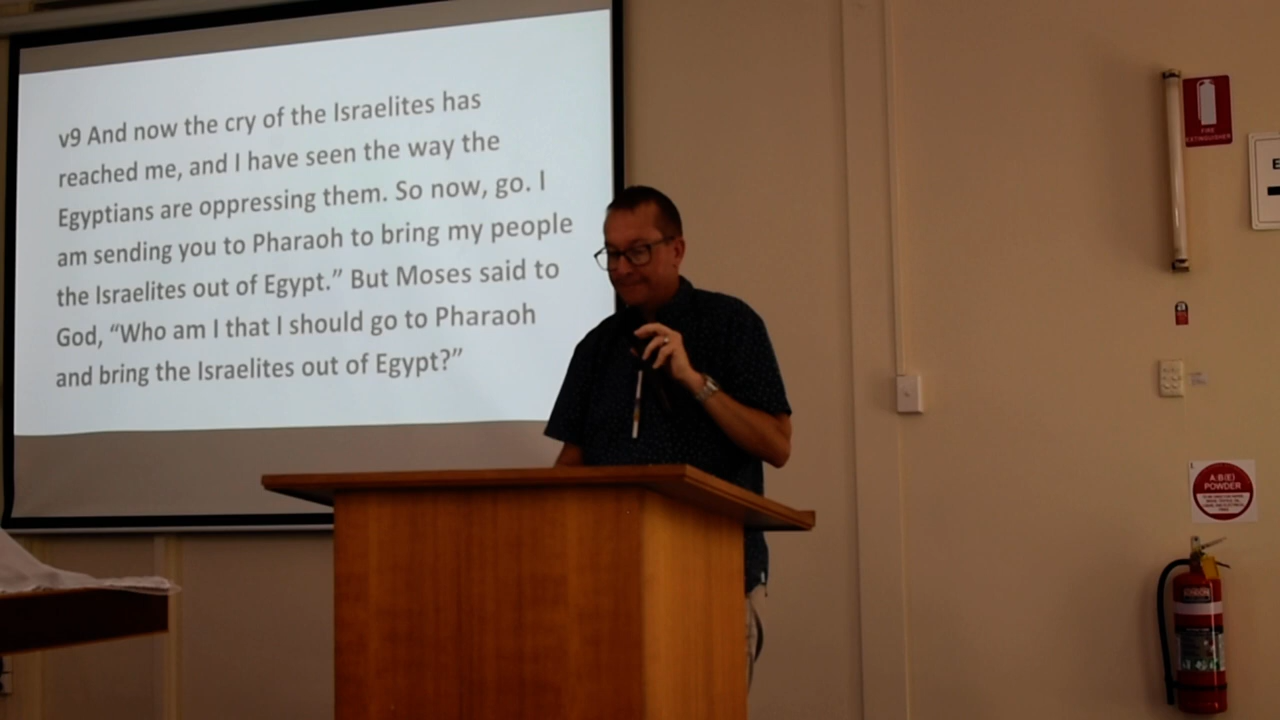 v9 And now the cry of the Israelites has
reached me, and I have seen the way the
Egyptians are oppressing them. So now, go. I
am sending you to Pharaoh to bring my people
the Israelites out of Egypt.” But Moses said to
God, “Who am I that I should go to Pharaoh
and bring the Israelites out of Egypt?”
FIRE
EXTINGUISHER
E
A:B(E)
POWDER